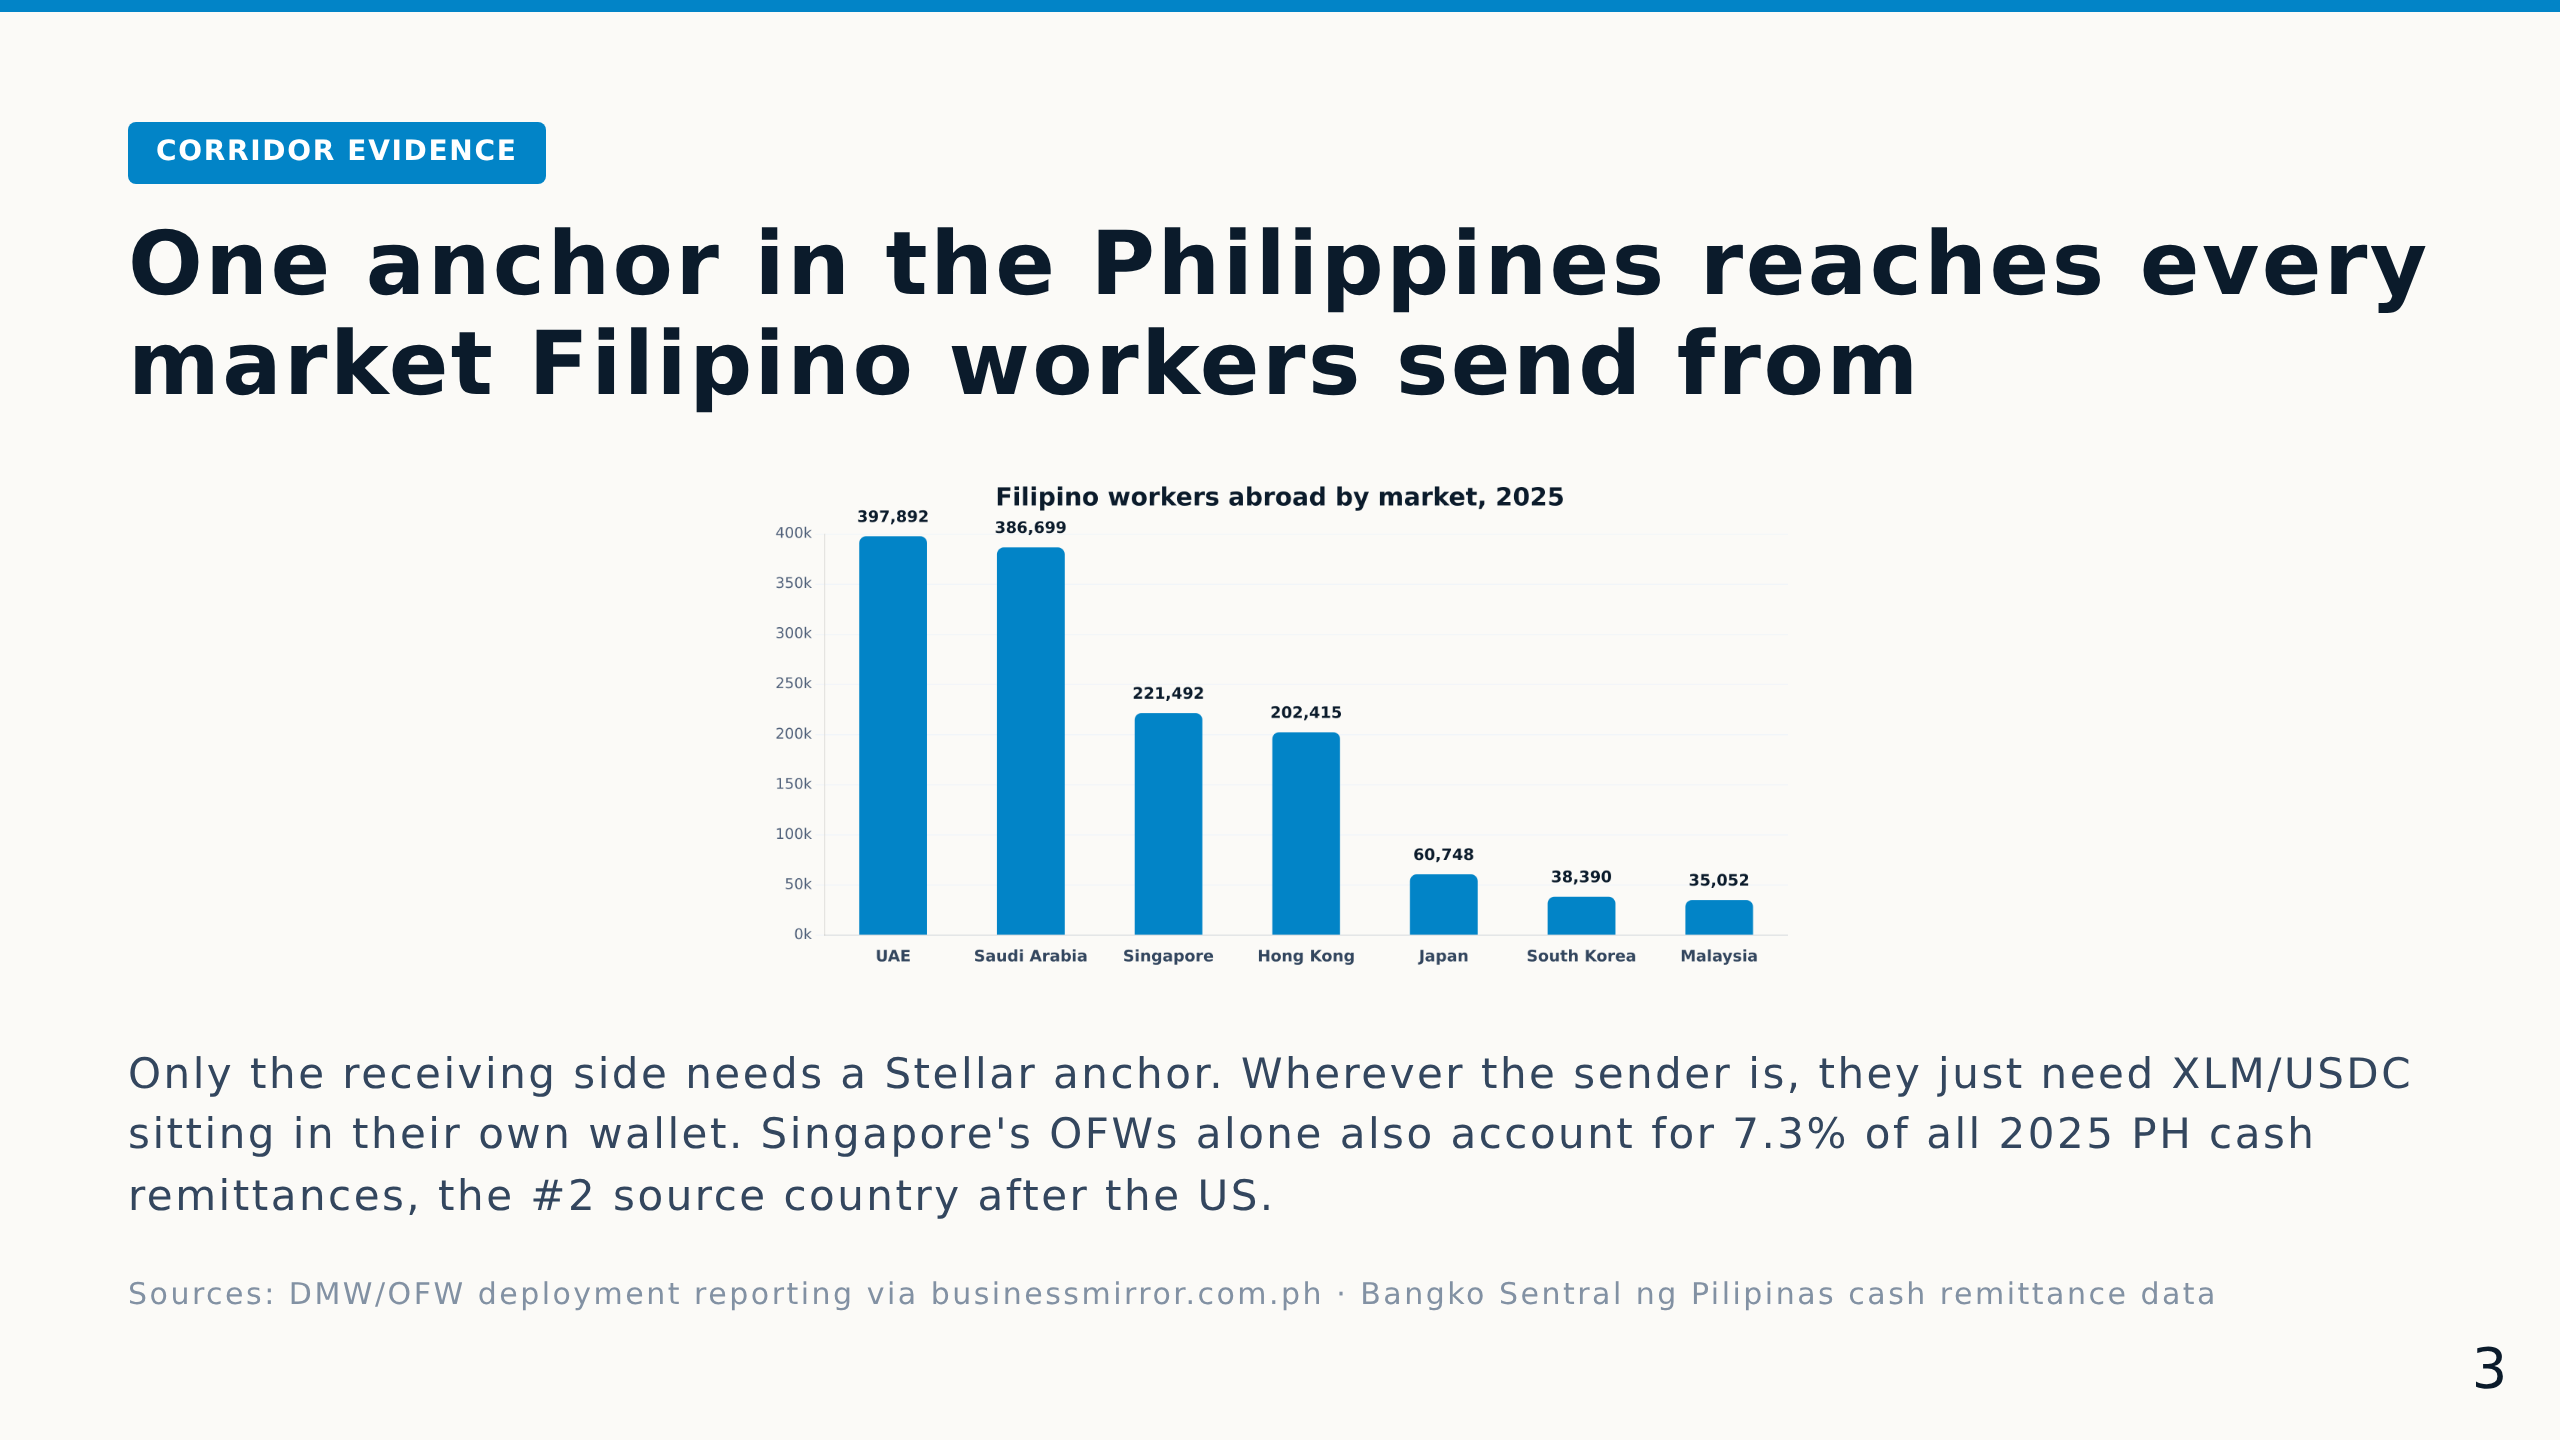 CORRIDOR EVIDENCE
One anchor in the Philippines reaches every
market Filipino workers send from
Filipino workers abroad by market, 2025
397,892
386,699
221,492
202,415
60,748
38,390
35,052
400k
350k
300k
250k
200k
150k
100k
50k
0k
UAE
Saudi Arabia
Singapore
Hong Kong
Japan
South Korea
Malaysia
Only the receiving side needs a Stellar anchor. Wherever the sender is, they just need XLM/USDC
sitting in their own wallet. Singapore's OFWs alone also account for 7.3% of all 2025 PH cash
remittances, the #2 source country after the US.
Sources: DMW/OFW deployment reporting via businessmirror.com.ph · Bangko Sentral ng Pilipinas cash remittance data
3